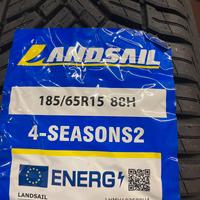 LANDSAIL
185/65R15 88H
4-SEASONS2
ENERG
LANDSAIL